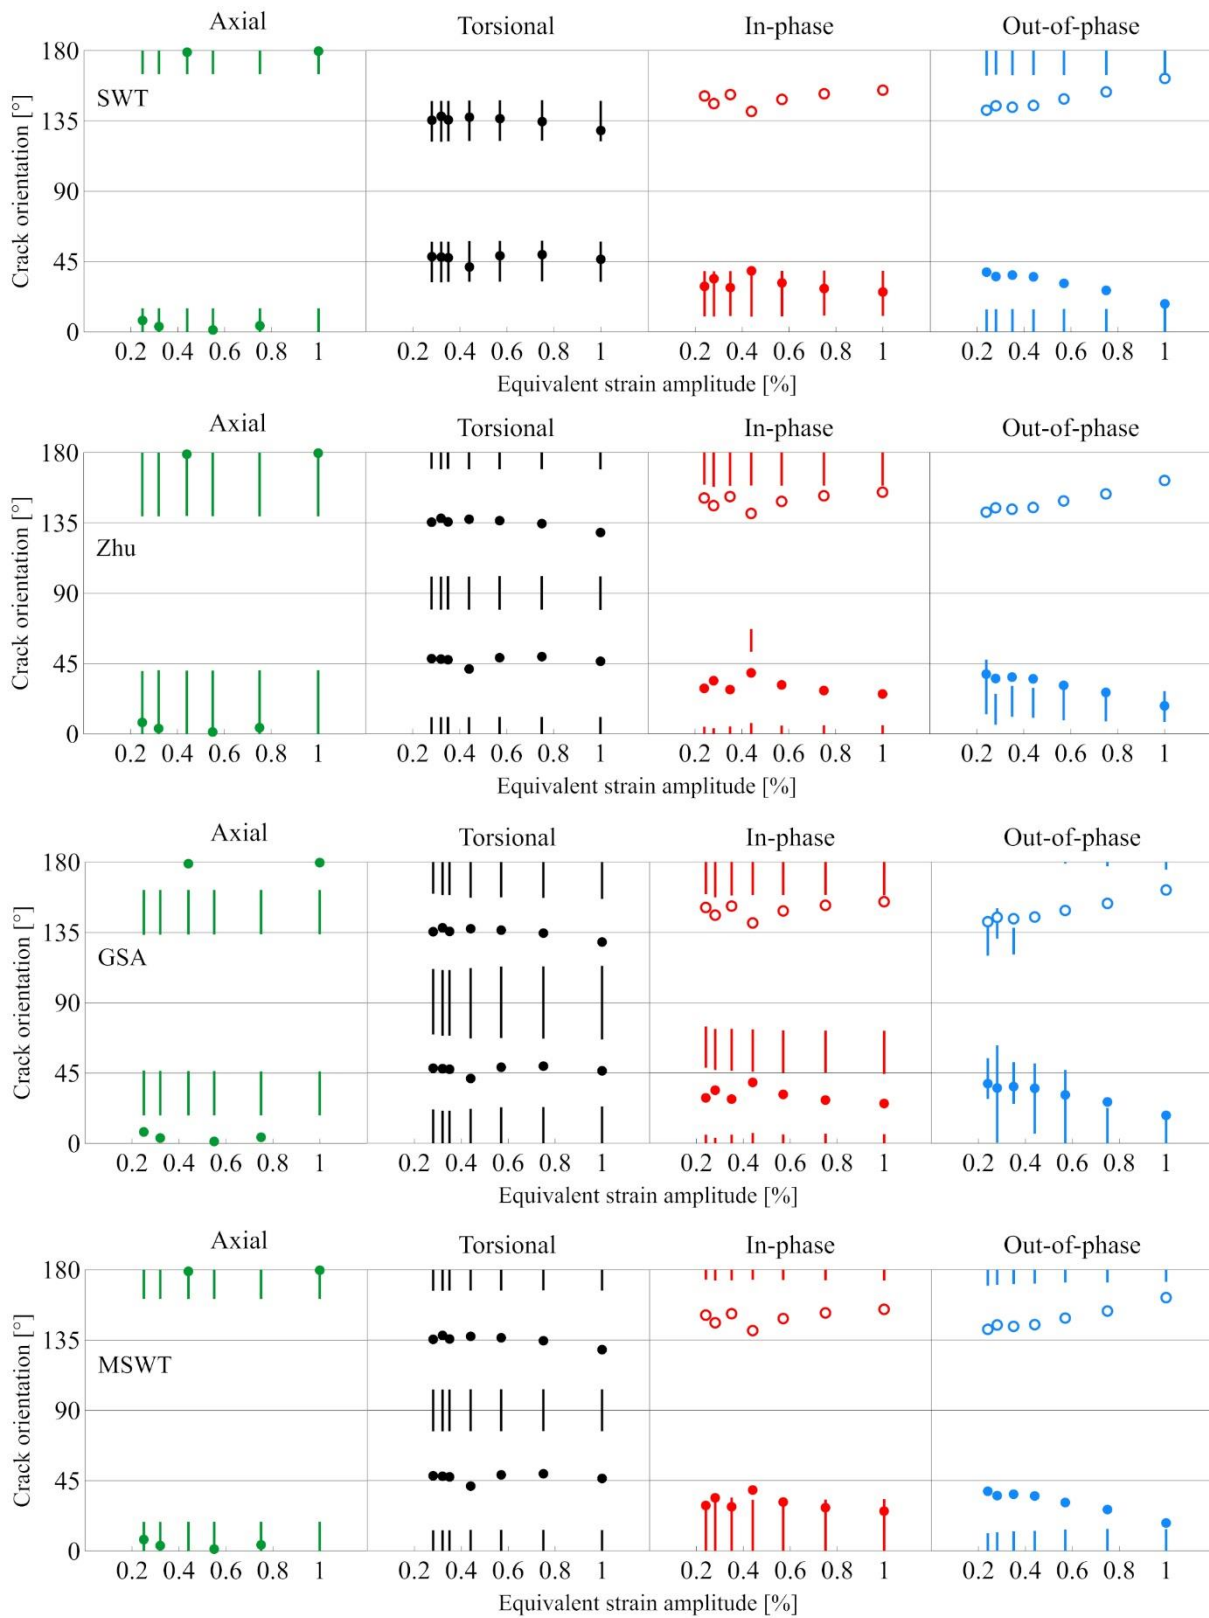 Axial Torsional In-phase Out-of-phase
180
SWT
135
90
45
0
Crack orientation [°]
0.2 0.4 0.6 0.8 1 0.2 0.4 0.6 0.8 1 0.2 0.4 0.6 0.8 1 0.2 0.4 0.6 0.8 1
Equivalent strain amplitude [%]
Axial Torsional In-phase Out-of-phase
180
135
Zhu
90
45
0
Crack orientation [°]
0.2 0.4 0.6 0.8 1 0.2 0.4 0.6 0.8 1 0.2 0.4 0.6 0.8 1 0.2 0.4 0.6 0.8 1
Equivalent strain amplitude [%]
Axial Torsional In-phase Out-of-phase
180
135
GSA
90
45
0
Crack orientation [°]
0.2 0.4 0.6 0.8 1 0.2 0.4 0.6 0.8 1 0.2 0.4 0.6 0.8 1 0.2 0.4 0.6 0.8 1
Equivalent strain amplitude [%]
Axial Torsional In-phase Out-of-phase
180
135
MSWT
90
45
0
Crack orientation [°]
0.2 0.4 0.6 0.8 1 0.2 0.4 0.6 0.8 1 0.2 0.4 0.6 0.8 1 0.2 0.4 0.6 0.8 1
Equivalent strain amplitude [%]